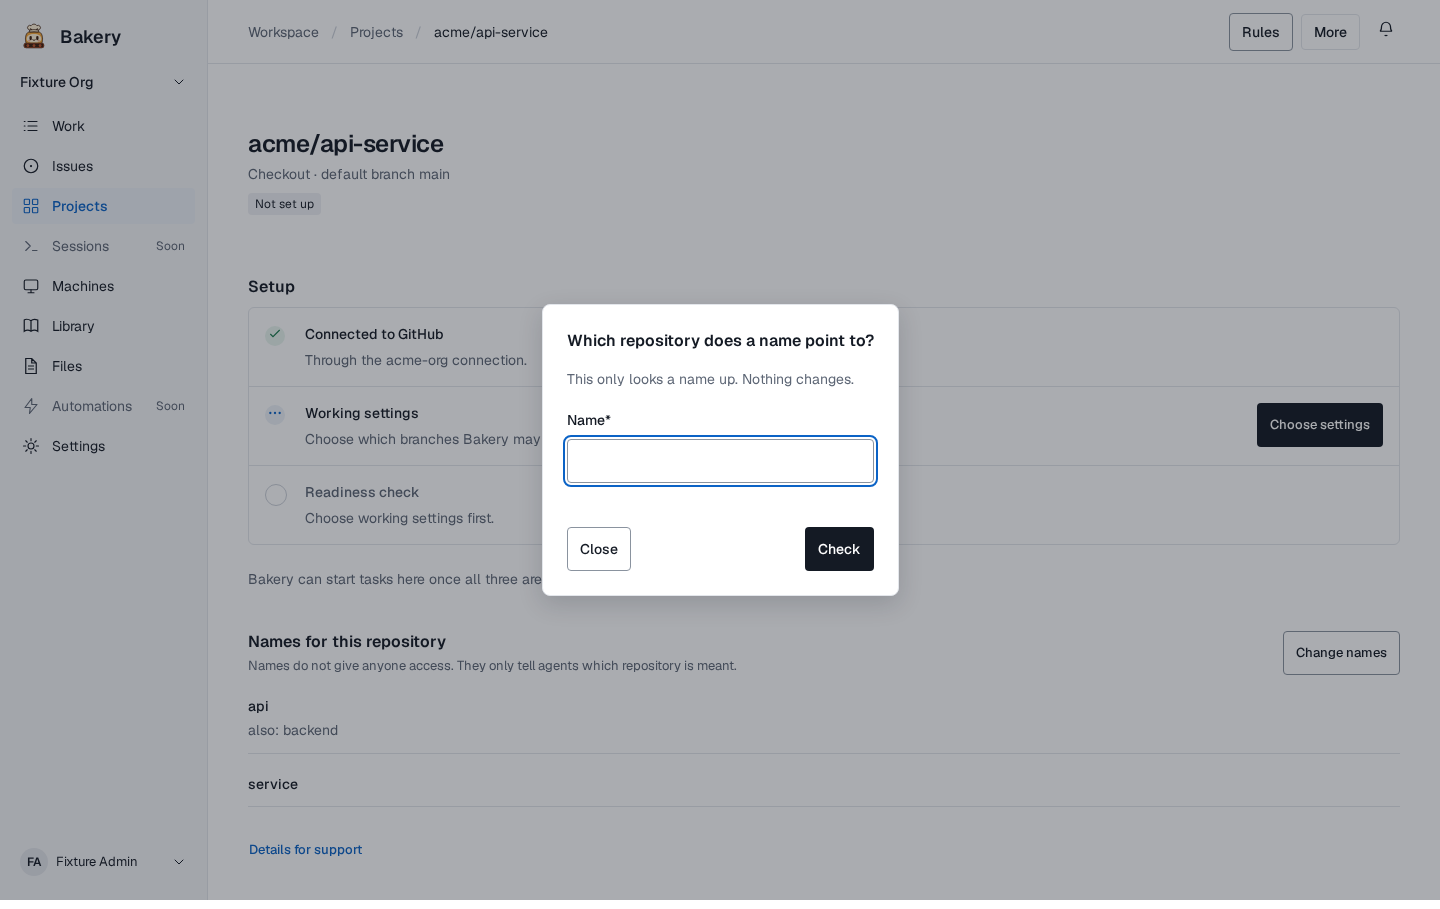 Bakery
Fixture Org
Work
Issues
Projects
Sessions Soon
Machines
Library
Files
Automations Soon
Settings
FA Fixture Admin
Workspace / Projects / acme/api-service
Rules More
acme/api-service
Checkout · default branch main
Not set up
Setup
Connected to GitHub
Through the acme-org connection.
Working settings
Choose which branches Bakery may
Choose settings
Readiness check
Choose working settings first.
Bakery can start tasks here once all three are
Which repository does a name point to?
This only looks a name up. Nothing changes.
Name*
Close Check
Names for this repository
Names do not give anyone access. They only tell agents which repository is meant.
Change names
api
also: backend
service
Details for support